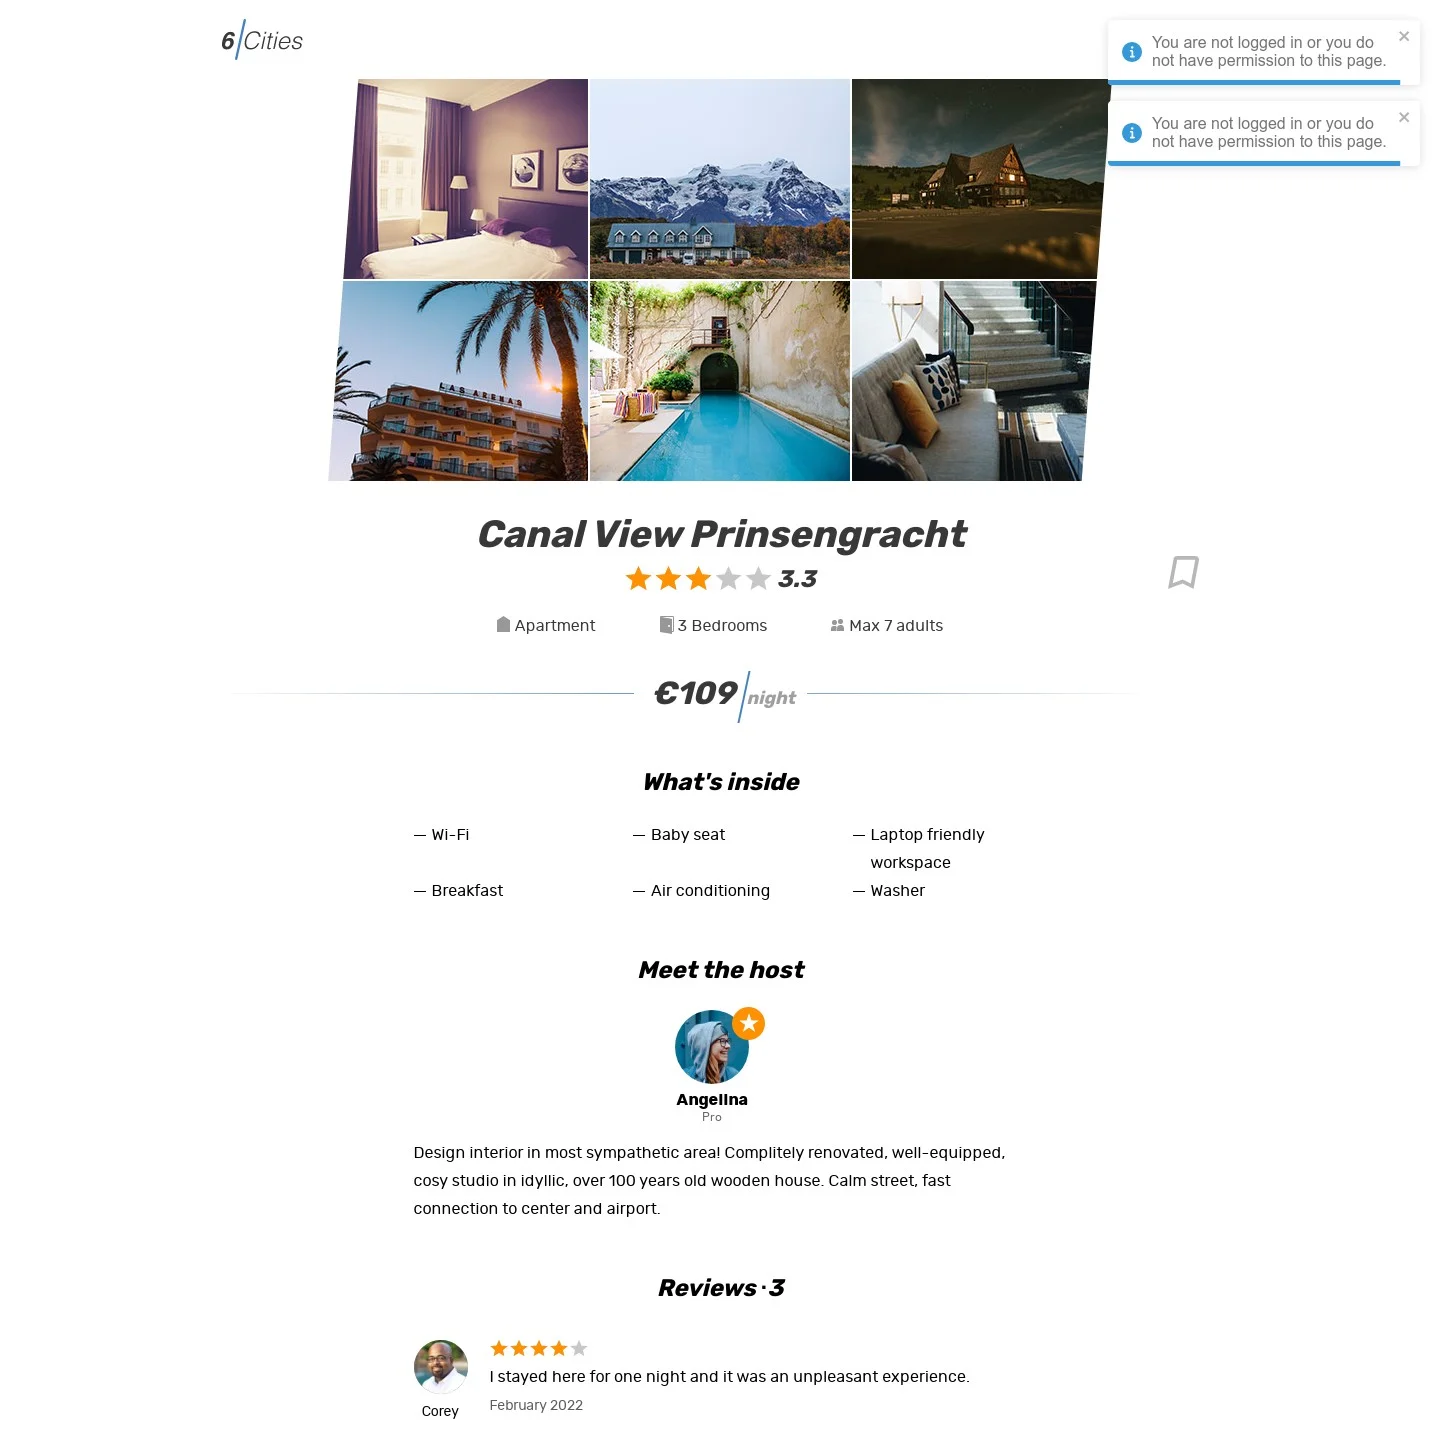 6 Cities
You are not logged in or you do
not have permission to this page.
You are not logged in or you do
not have permission to this page.
LAS ARENAS
Canal View Prinsengracht
3.3
Apartment
3 Bedrooms
Max 7 adults
€109
night
What's inside
— Wi-Fi
— Baby seat
— Laptop friendly
workspace
— Breakfast
— Air conditioning
— Washer
Meet the host
Angelina
Pro
Design interior in most sympathetic area! Complitely renovated, well-equipped,
cosy studio in idyllic, over 100 years old wooden house. Calm street, fast
connection to center and airport.
Reviews · 3
I stayed here for one night and it was an unpleasant experience.
February 2022
Corey